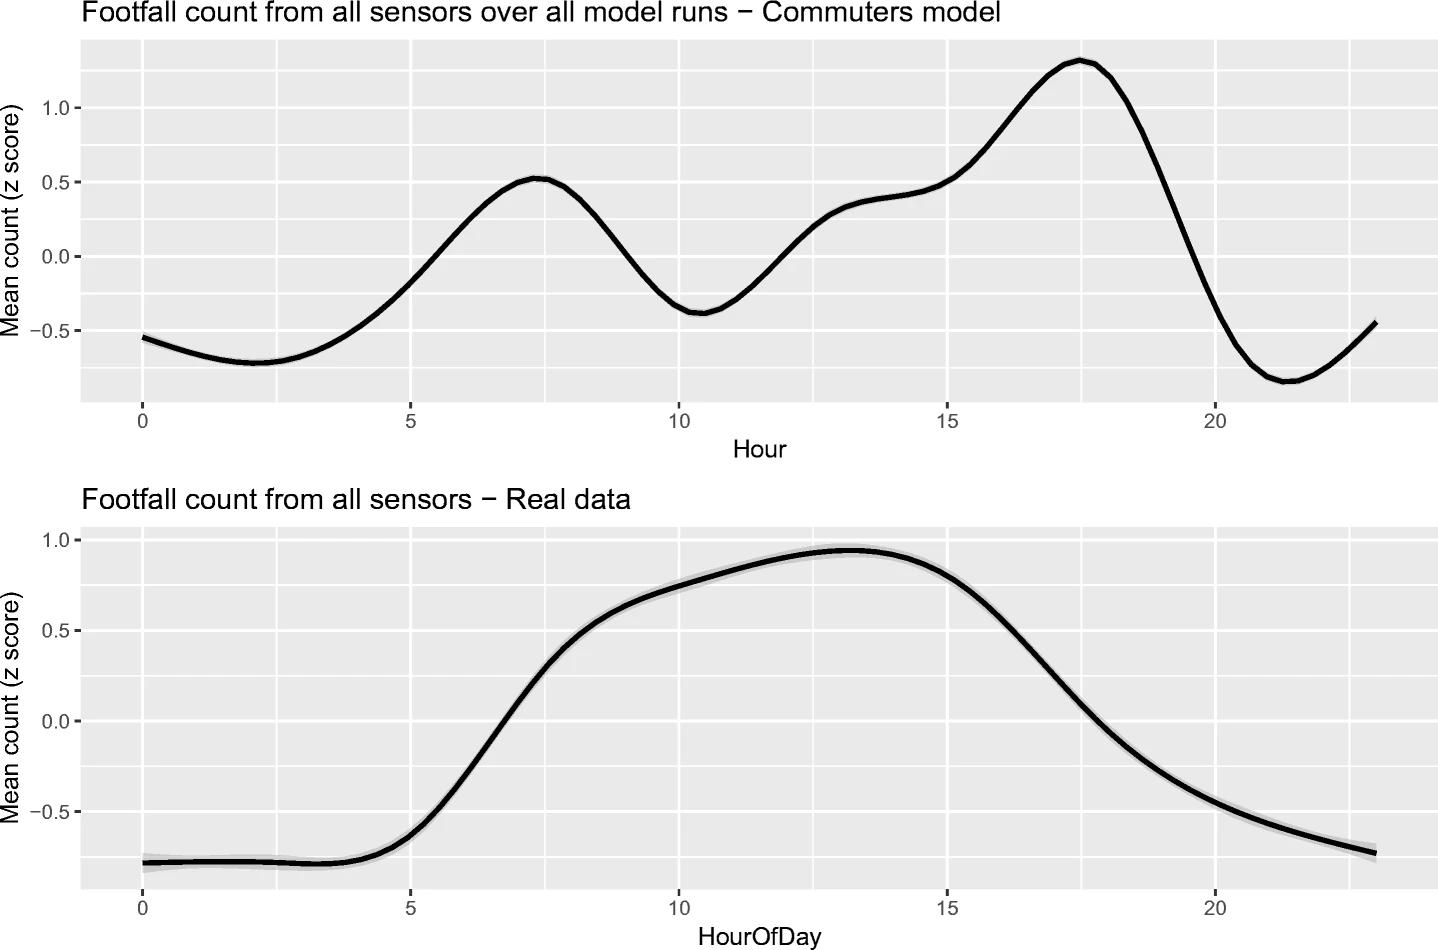 Footfall count from all sensors over all model runs − Commuters model
Mean count (z score)
1.0
0.5
0.0
−0.5
0 5 10 15 20
Hour
Footfall count from all sensors − Real data
Mean count (z score)
1.0
0.5
0.0
−0.5
0 5 10 15 20
HourOfDay